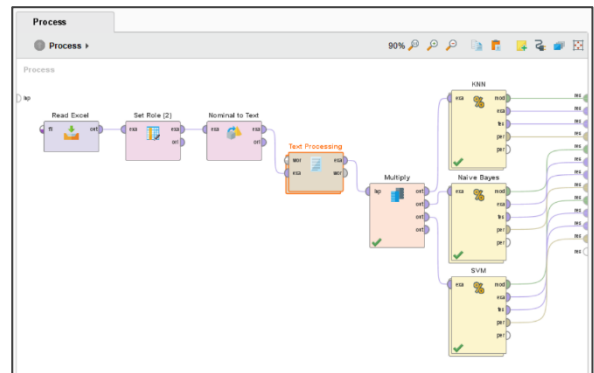 Process
Process
90%
Process
inp
Read Excel
fil
out
Set Role (2)
exa
exa
ori
Nominal to Text
exa
exa
ori
Text Processing
wor
exa
exa
wor
Multiply
inp
out
out
out
out
KNN
exa
mod
exa
tes
per
per
Naive Bayes
exa
mod
exa
tes
per
per
SVM
exa
mod
exa
tes
per
per
res
res
res
res
res
res
res
res
res
res
res
res
res